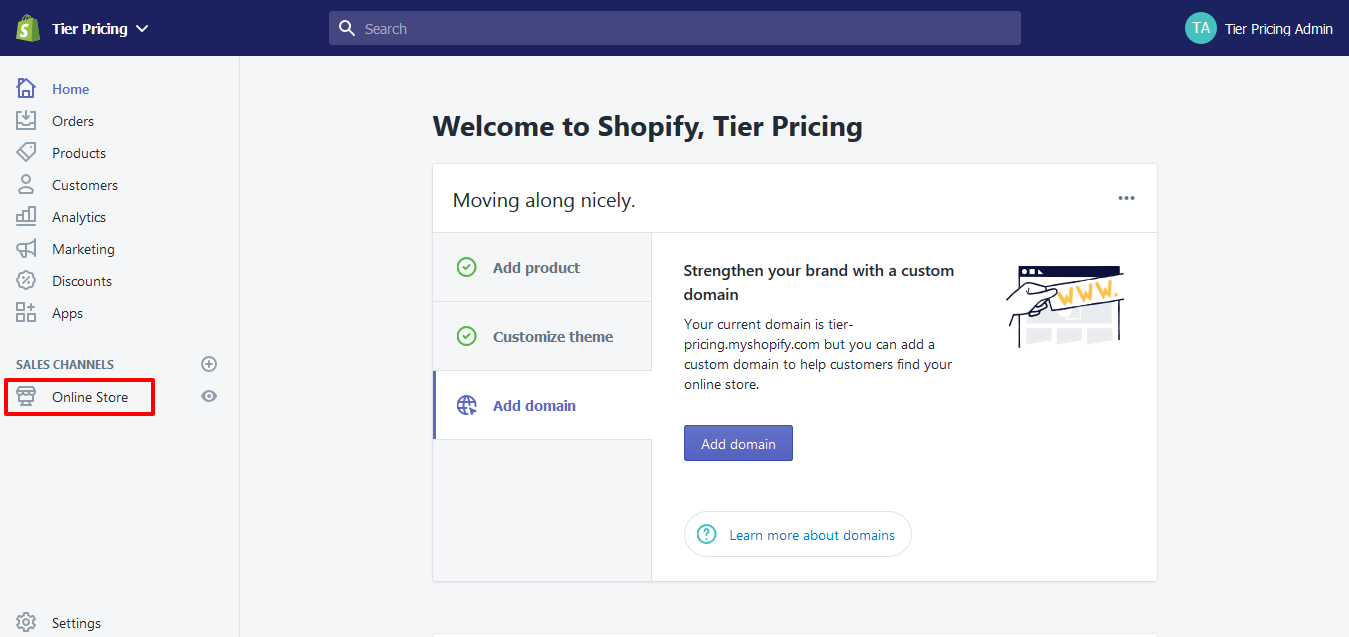 Tier Pricing
Search
TA
Tier Pricing Admin
Home
Orders
Products
Customers
Analytics
Marketing
Discounts
Apps
SALES CHANNELS
Online Store
Settings
Welcome to Shopify, Tier Pricing
Moving along nicely.
Add product
Customize theme
Add domain
Strengthen your brand with a custom
domain
Your current domain is tier-
pricing.myshopify.com but you can add a
custom domain to help customers find your
online store.
Add domain
Learn more about domains
WWW.